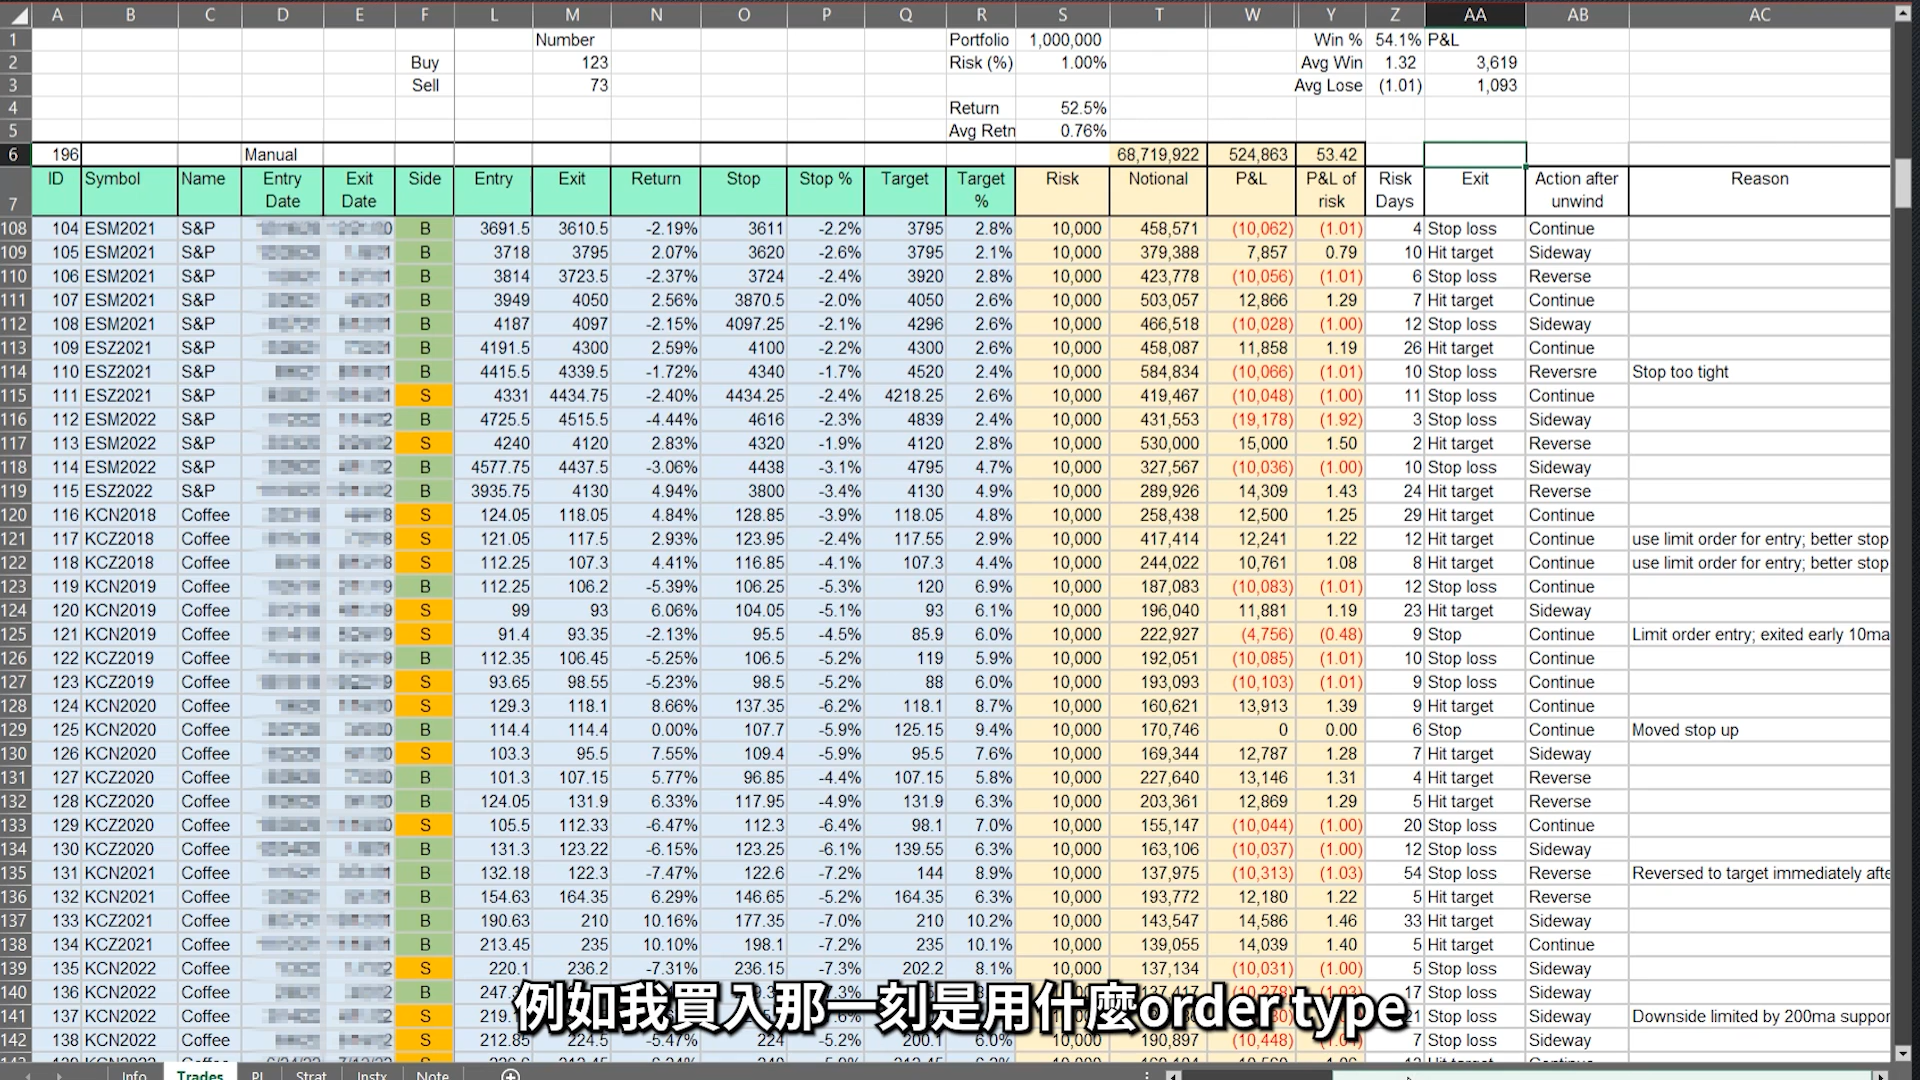 A B C D E F L M N O P Q R S T W Y Z AA AB AC
1 Number Portfolio 1,000,000 Win % 54.1% P&L
2 Buy 123 Risk (%) 1.00% Avg Win 1.32 3,619
3 Sell 73 Avg Lose (1.01) 1,093
4 Return 52.5%
5 Avg Retn 0.76%
6 196 Manual 68,719,922 524,863 53.42
7 ID Symbol Name Entry Date Exit Date Side Entry Exit Return Stop Stop % Target Target % Risk Notional P&L P&L of risk Risk Days Exit Action after unwind Reason
108 104 ESM2021 S&P B 3691.5 3610.5 -2.19% 3611 -2.2% 3795 2.8% 10,000 458,571 (10,062) (1.01) 4 Stop loss Continue
109 105 ESM2021 S&P B 3718 3795 2.07% 3620 -2.6% 3795 2.1% 10,000 379,388 7,857 0.79 10 Hit target Sideway
110 106 ESM2021 S&P B 3814 3723.5 -2.37% 3724 -2.4% 3920 2.8% 10,000 423,778 (10,056) (1.01) 6 Stop loss Reverse
111 107 ESM2021 S&P B 3949 4050 2.56% 3870.5 -2.0% 4050 2.6% 10,000 503,057 12,866 1.29 7 Hit target Continue
112 108 ESM2021 S&P B 4187 4097 -2.15% 4097.25 -2.1% 4296 2.6% 10,000 466,518 (10,028) (1.00) 12 Stop loss Sideway
113 109 ESZ2021 S&P B 4191.5 4300 2.59% 4100 -2.2% 4300 2.6% 10,000 458,087 11,858 1.19 26 Hit target Continue
114 110 ESZ2021 S&P B 4415.5 4339.5 -1.72% 4340 -1.7% 4520 2.4% 10,000 584,834 (10,066) (1.01) 10 Stop loss Reversre Stop too tight
115 111 ESZ2021 S&P S 4331 4434.75 -2.40% 4434.25 -2.4% 4218.25 2.6% 10,000 419,467 (10,048) (1.00) 11 Stop loss Continue
116 112 ESM2022 S&P B 4725.5 4515.5 -4.44% 4616 -2.3% 4839 2.4% 10,000 431,553 (19,178) (1.92) 3 Stop loss Sideway
117 113 ESM2022 S&P S 4240 4120 2.83% 4320 -1.9% 4120 2.8% 10,000 530,000 15,000 1.50 2 Hit target Reverse
118 114 ESM2022 S&P B 4577.75 4437.5 -3.06% 4438 -3.1% 4795 4.7% 10,000 327,567 (10,036) (1.00) 10 Stop loss Sideway
119 115 ESZ2022 S&P B 3935.75 4130 4.94% 3800 -3.4% 4130 4.9% 10,000 289,926 14,309 1.43 24 Hit target Reverse
120 116 KCN2018 Coffee S 124.05 118.05 4.84% 128.85 -3.9% 118.05 4.8% 10,000 258,438 12,500 1.25 29 Hit target Continue
121 117 KCZ2018 Coffee S 121.05 117.5 2.93% 123.95 -2.4% 117.55 2.9% 10,000 417,414 12,241 1.22 12 Hit target Continue use limit order for entry; better stop
122 118 KCZ2018 Coffee S 112.25 107.3 4.41% 116.85 -4.1% 107.3 4.4% 10,000 244,022 10,761 1.08 8 Hit target Continue use limit order for entry; better stop
123 119 KCN2019 Coffee B 112.25 106.2 -5.39% 106.25 -5.3% 120 6.9% 10,000 187,083 (10,083) (1.01) 12 Stop loss Continue
124 120 KCN2019 Coffee S 99 93 6.06% 104.05 -5.1% 93 6.1% 10,000 196,040 11,881 1.19 23 Hit target Sideway
125 121 KCN2019 Coffee S 91.4 93.35 -2.13% 95.5 -4.5% 85.9 6.0% 10,000 222,927 (4,756) (0.48) 9 Stop Continue Limit order entry; exited early 10ma
126 122 KCZ2019 Coffee B 112.35 106.45 -5.25% 106.5 -5.2% 119 5.9% 10,000 192,051 (10,085) (1.01) 10 Stop loss Continue
127 123 KCZ2019 Coffee S 93.65 98.55 -5.23% 98.5 -5.2% 88 6.0% 10,000 193,093 (10,103) (1.01) 9 Stop loss Continue
128 124 KCN2020 Coffee S 129.3 118.1 8.66% 137.35 -6.2% 118.1 8.7% 10,000 160,621 13,913 1.39 9 Hit target Continue
129 125 KCN2020 Coffee B 114.4 114.4 0.00% 107.7 -5.9% 125.15 9.4% 10,000 170,746 0 0.00 6 Stop Continue Moved stop up
130 126 KCN2020 Coffee S 103.3 95.5 7.55% 109.4 -5.9% 95.5 7.6% 10,000 169,344 12,787 1.28 7 Hit target Sideway
131 127 KCZ2020 Coffee B 101.3 107.15 5.77% 96.85 -4.4% 107.15 5.8% 10,000 227,640 13,146 1.31 4 Hit target Reverse
132 128 KCZ2020 Coffee B 124.05 131.9 6.33% 117.95 -4.9% 131.9 6.3% 10,000 203,361 12,869 1.29 5 Hit target Reverse
133 129 KCZ2020 Coffee S 105.5 112.33 -6.47% 112.3 -6.4% 98.1 7.0% 10,000 155,147 (10,044) (1.00) 20 Stop loss Continue
134 130 KCZ2020 Coffee B 131.3 123.22 -6.15% 123.25 -6.1% 139.55 6.3% 10,000 163,106 (10,037) (1.00) 12 Stop loss Sideway
135 131 KCN2021 Coffee B 132.18 122.3 -7.47% 122.6 -7.2% 144 8.9% 10,000 137,975 (10,313) (1.03) 54 Stop loss Reverse Reversed to target immediately afte
136 132 KCN2021 Coffee B 154.63 164.35 6.29% 146.65 -5.2% 164.35 6.3% 10,000 193,772 12,180 1.22 5 Hit target Reverse
137 133 KCZ2021 Coffee B 190.63 210 10.16% 177.35 -7.0% 210 10.2% 10,000 143,547 14,586 1.46 33 Hit target Sideway
138 134 KCZ2021 Coffee B 213.45 235 10.10% 198.1 -7.2% 235 10.1% 10,000 139,055 14,039 1.40 5 Hit target Continue
139 135 KCN2022 Coffee S 220.1 236.2 -7.31% 236.15 -7.3% 202.2 8.1% 10,000 137,134 (10,031) (1.00) 5 Stop loss Sideway
140 136 KCN2022 Coffee B 17 Stop loss Sideway
141 137 KCN2022 Coffee S Stop loss Sideway Downside limited by 200ma suppor
142 138 KCN2022 Coffee S 212.85 224.5 -5.47% 224 -5.2% 200.1 6.0% 10,000 190,897 (10,448) 7 Stop loss Sideway
例如我買入那一刻是用什麼order type
Info Trades PL Strat Instx Note